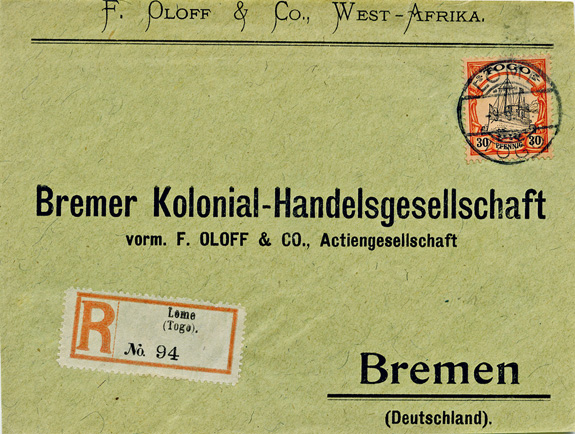 F. OLOFF & CO., WEST-AFRIKA.
TOGO
30 PFENNIG 30
Bremer Kolonial-Handelsgesellschaft
vorm. F. OLOFF & CO., Actiengesellschaft
R
Lome
(Togo).
No. 94
Bremen
(Deutschland).